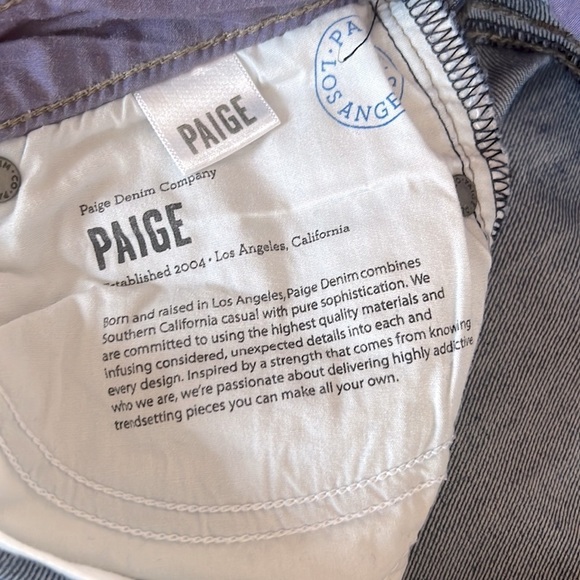 PA
LOS ANGE
PAIGE
Paige Denim Company
PAIGE
Established 2004 • Los Angeles, California
Born and raised in Los Angeles, Paige Denim combines
Southern California casual with pure sophistication. We
are committed to using the highest quality materials and
infusing considered, unexpected details into each and
every design. Inspired by a strength that comes from knowing
who we are, we're passionate about delivering highly addictive
trendsetting pieces you can make all your own.